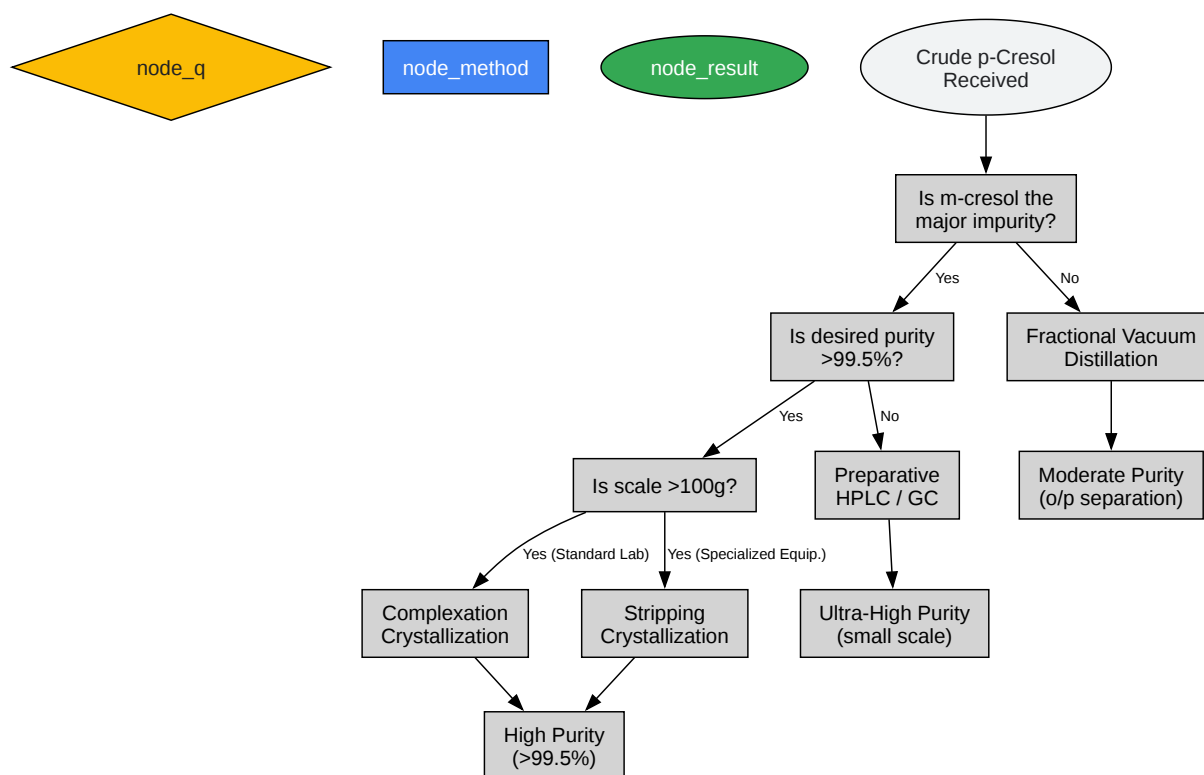 node_q
node_method
node_result
Crude p-Cresol
Received
Is m-cresol the
major impurity?
Yes
No
Is desired purity
>99.5%?
Fractional Vacuum
Distillation
Yes
No
Is scale >100g?
Preparative
HPLC / GC
Moderate Purity
(o/p separation)
Yes (Standard Lab)
Yes (Specialized Equip.)
Complexation
Crystallization
Stripping
Crystallization
Ultra-High Purity
(small scale)
High Purity
(>99.5%)